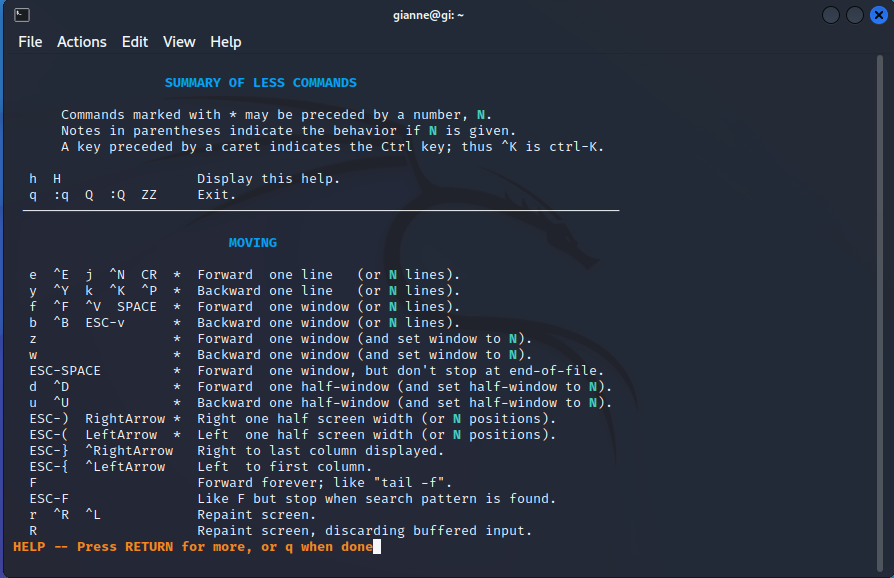 gianne@gi: ~
File Actions Edit View Help
SUMMARY OF LESS COMMANDS
Commands marked with * may be preceded by a number, N.
Notes in parentheses indicate the behavior if N is given.
A key preceded by a caret indicates the Ctrl key; thus ^K is ctrl-K.
h H Display this help.
q :q Q :Q ZZ Exit.
MOVING
e ^E j ^N CR * Forward one line (or N lines).
y ^Y k ^K ^P * Backward one line (or N lines).
f ^F ^V SPACE * Forward one window (or N lines).
b ^B ESC-v * Backward one window (or N lines).
z * Forward one window (and set window to N).
w * Backward one window (and set window to N).
ESC-SPACE * Forward one window, but don't stop at end-of-file.
d ^D * Forward one half-window (and set half-window to N).
u ^U * Backward one half-window (and set half-window to N).
ESC-) RightArrow * Right one half screen width (or N positions).
ESC-( LeftArrow * Left one half screen width (or N positions).
ESC-} ^RightArrow Right to last column displayed.
ESC-{ ^LeftArrow Left to first column.
F Forward forever; like "tail -f".
ESC-F Like F but stop when search pattern is found.
r ^R ^L Repaint screen.
R Repaint screen, discarding buffered input.
HELP -- Press RETURN for more, or q when done